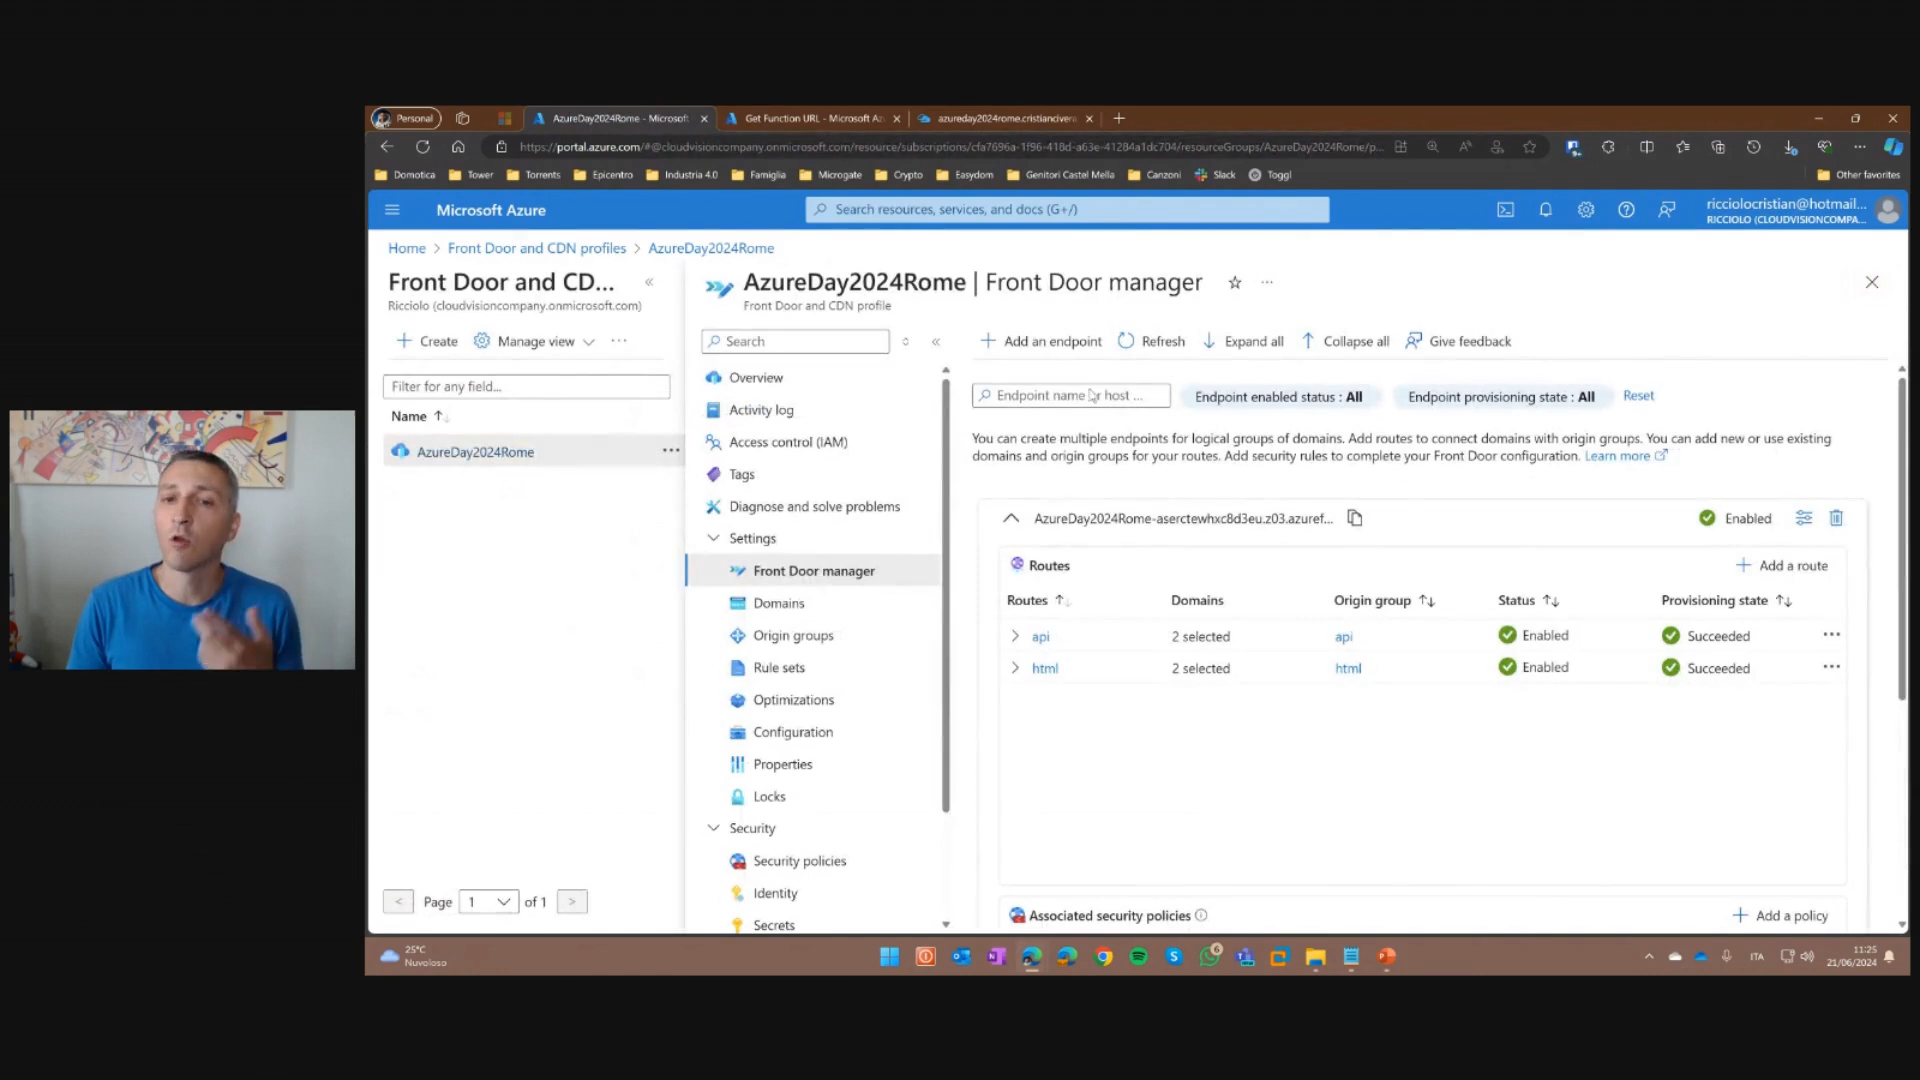 Personal
AzureDay2024Rome - Microsoft
Get Function URL - Microsoft Az
azureday2024rome.cristiancivera
https://portal.azure.com/#@cloudvisioncompany.onmicrosoft.com/resource/subscriptions/cfa7696a-1f96-418d-a63e-41284a1dc704/resourceGroups/AzureDay2024Rome/p...
Domotica
Tower
Torrents
Epicentro
Industria 4.0
Famiglia
Microgate
Crypto
Easydom
Genitori Castel Mella
Canzoni
Slack
Toggl
Other favorites
Microsoft Azure
Search resources, services, and docs (G+/)
ricciolocristian@hotmail...
RICCIOLO (CLOUDVISIONCOMPA...
Home > Front Door and CDN profiles > AzureDay2024Rome
Front Door and CD...
Ricciolo (cloudvisioncompany.onmicrosoft.com)
Create
Manage view
Filter for any field...
Name
AzureDay2024Rome
< Page 1 of 1 >
AzureDay2024Rome | Front Door manager
Front Door and CDN profile
Search
Overview
Activity log
Access control (IAM)
Tags
Diagnose and solve problems
Settings
Front Door manager
Domains
Origin groups
Rule sets
Optimizations
Configuration
Properties
Locks
Security
Security policies
Identity
Secrets
Add an endpoint
Refresh
Expand all
Collapse all
Give feedback
Endpoint name or host ...
Endpoint enabled status : All
Endpoint provisioning state : All
Reset
You can create multiple endpoints for logical groups of domains. Add routes to connect domains with origin groups. You can add new or use existing
domains and origin groups for your routes. Add security rules to complete your Front Door configuration. Learn more
AzureDay2024Rome-aserctewhxc8d3eu.z03.azuref...
Enabled
Routes
Add a route
Routes Domains Origin group Status Provisioning state
api 2 selected api Enabled Succeeded
html 2 selected html Enabled Succeeded
Associated security policies
Add a policy
25°C
Nuvoloso
6
ITA
11:25
21/06/2024